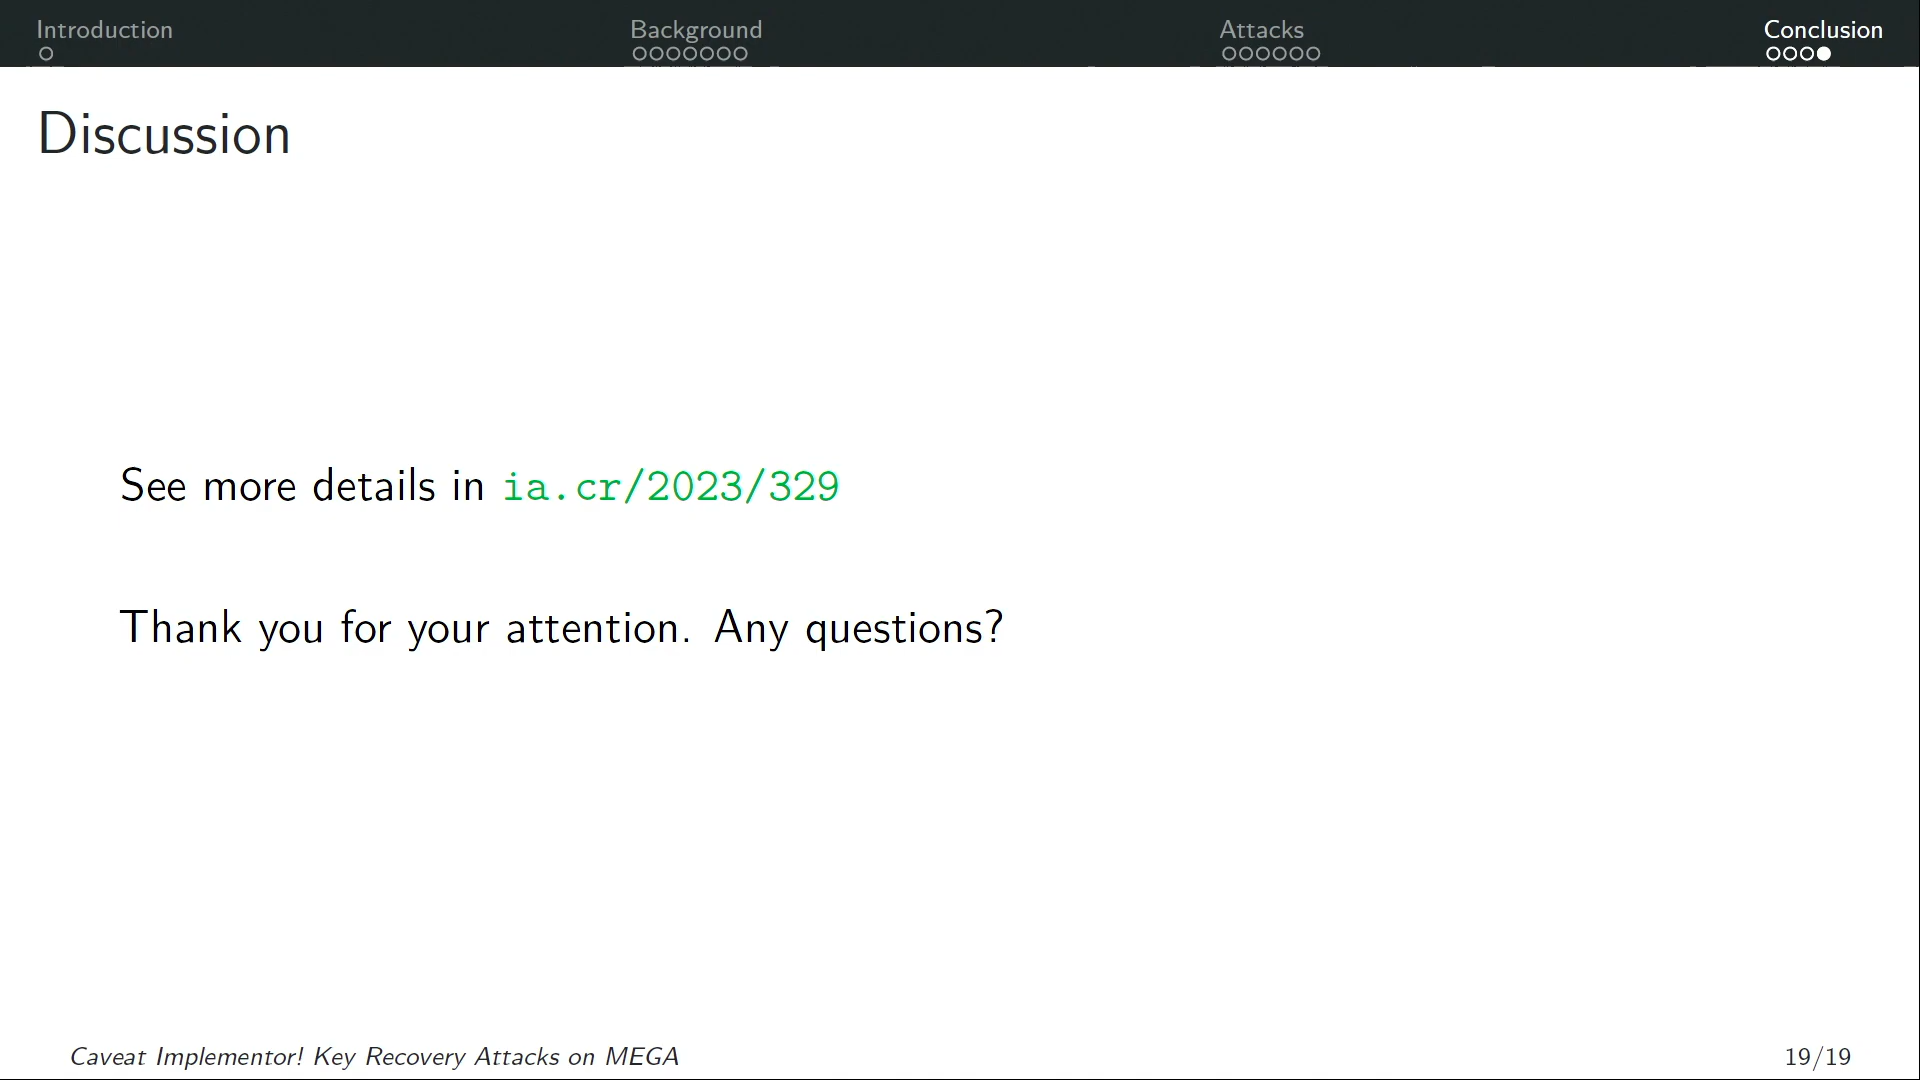 Introduction
Background
Attacks
Conclusion
Discussion
See more details in ia.cr/2023/329
Thank you for your attention. Any questions?
Caveat Implementor! Key Recovery Attacks on MEGA
19/19